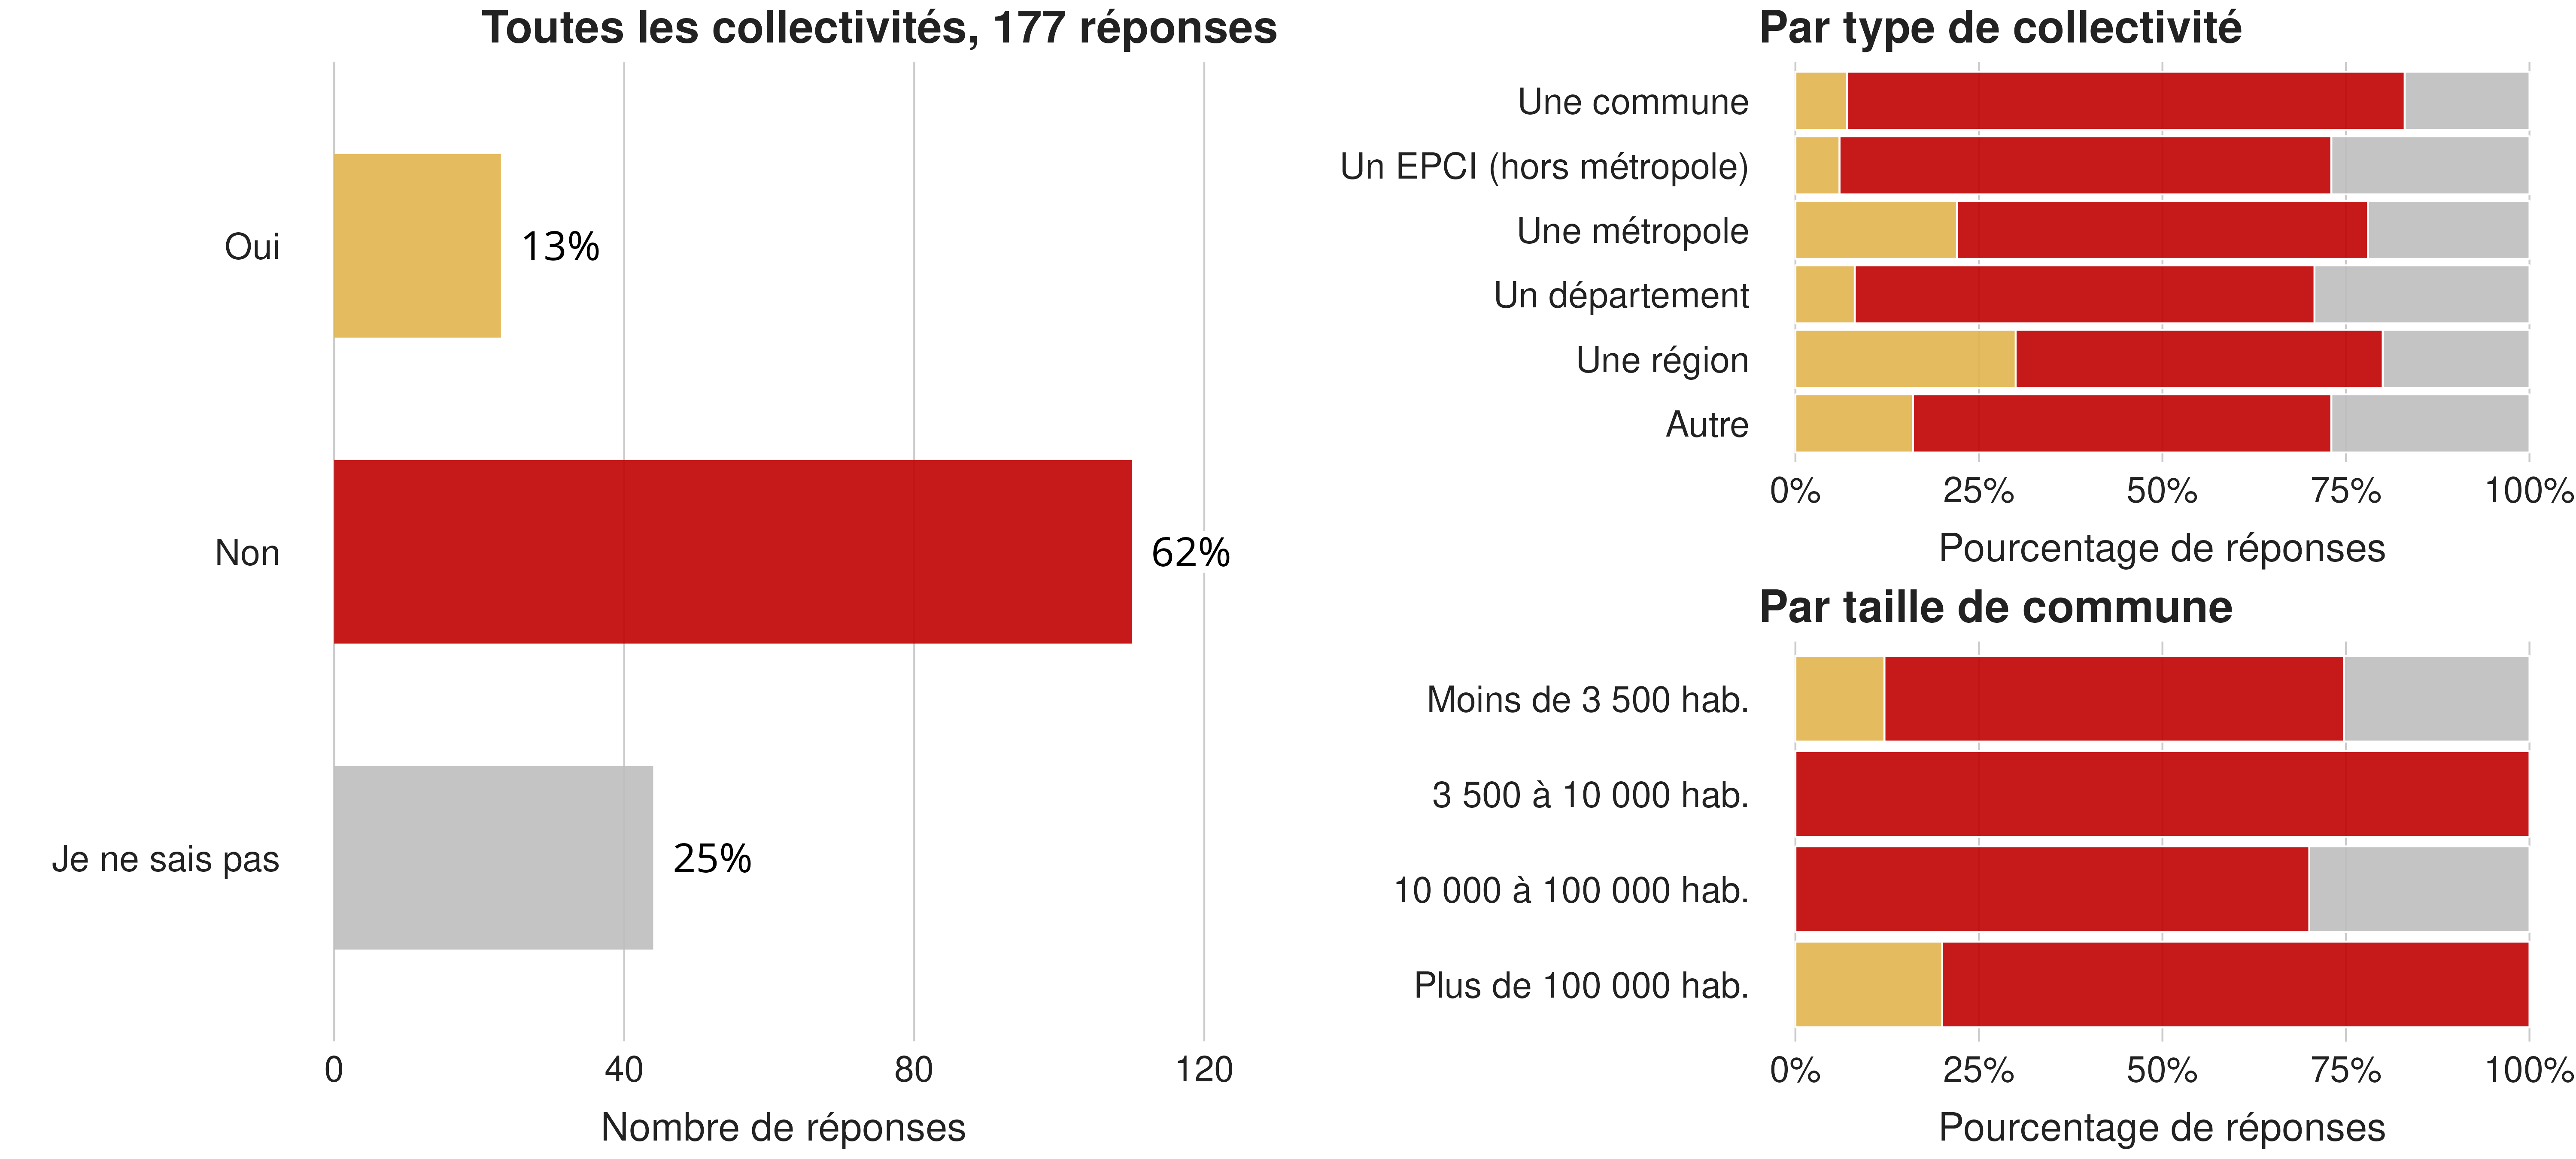 Toutes les collectivités, 177 réponses
Oui
13%
Non
62%
Je ne sais pas
25%
0 40 80 120
Nombre de réponses
Par type de collectivité
Une commune
Un EPCI (hors métropole)
Une métropole
Un département
Une région
Autre
0% 25% 50% 75% 100%
Pourcentage de réponses
Par taille de commune
Moins de 3 500 hab.
3 500 à 10 000 hab.
10 000 à 100 000 hab.
Plus de 100 000 hab.
0% 25% 50% 75% 100%
Pourcentage de réponses